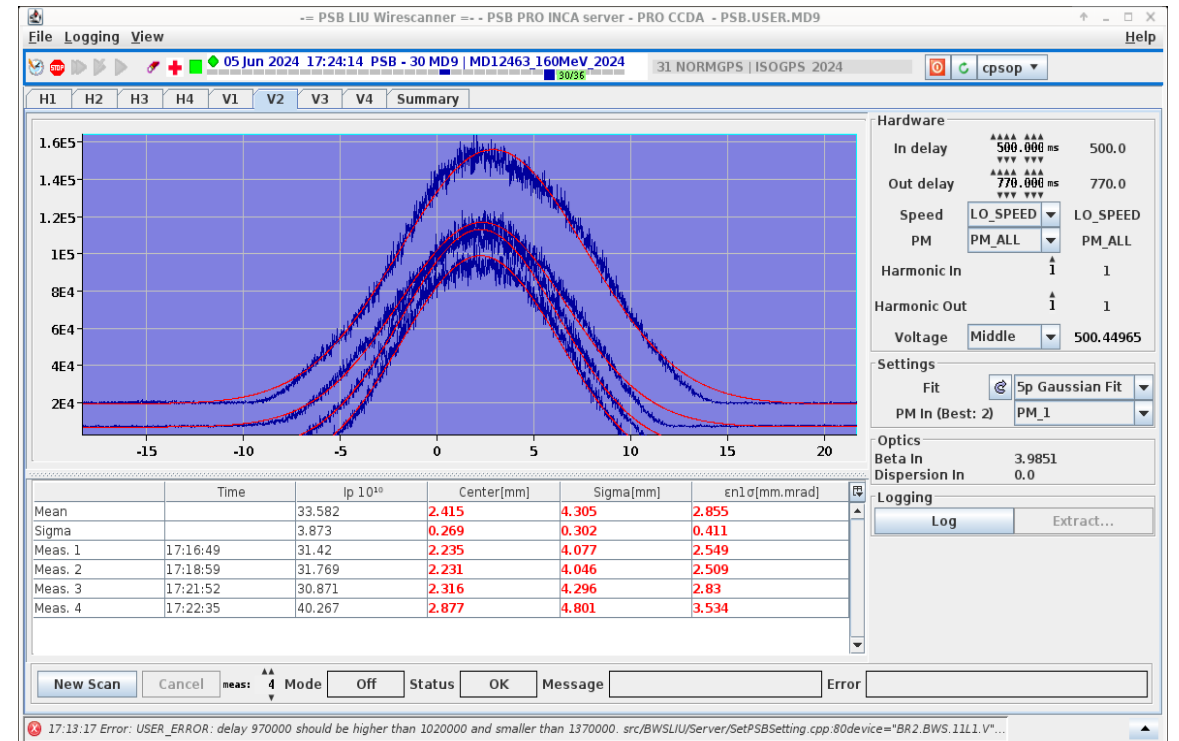 -= PSB LIU Wirescanner =- - PSB PRO INCA server - PRO CCDA - PSB.USER.MD9
File Logging View Help
STOP 05 Jun 2024 17:24:14 PSB - 30 MD9 | MD12463_160MeV_2024 31 NORMGPS | ISOGPS_2024 cpsop
30/36
H1 H2 H3 H4 V1 V2 V3 V4 Summary
1.6E5
1.4E5
1.2E5
1E5
8E4
6E4
4E4
2E4
-15 -10 -5 0 5 10 15 20
Hardware
In delay 500.000 ms 500.0
Out delay 770.000 ms 770.0
Speed LO_SPEED LO_SPEED
PM PM_ALL PM_ALL
Harmonic In 1 1
Harmonic Out 1 1
Voltage Middle 500.44965
Settings
Fit 5p Gaussian Fit
PM In (Best: 2) PM_1
Optics
Beta In 3.9851
Dispersion In 0.0
Logging
Log Extract...
Time Ip 10¹⁰ Center[mm] Sigma[mm] εn1σ[mm.mrad]
Mean 33.582 2.415 4.305 2.855
Sigma 3.873 0.269 0.302 0.411
Meas. 1 17:16:49 31.42 2.235 4.077 2.549
Meas. 2 17:18:59 31.769 2.231 4.046 2.509
Meas. 3 17:21:52 30.871 2.316 4.296 2.83
Meas. 4 17:22:35 40.267 2.877 4.801 3.534
New Scan Cancel meas: 4 Mode Off Status OK Message Error
17:13:17 Error: USER_ERROR: delay 970000 should be higher than 1020000 and smaller than 1370000. src/BWSLIU/Server/SetPSBSetting.cpp:80device="BR2.BWS.11L1.V"...